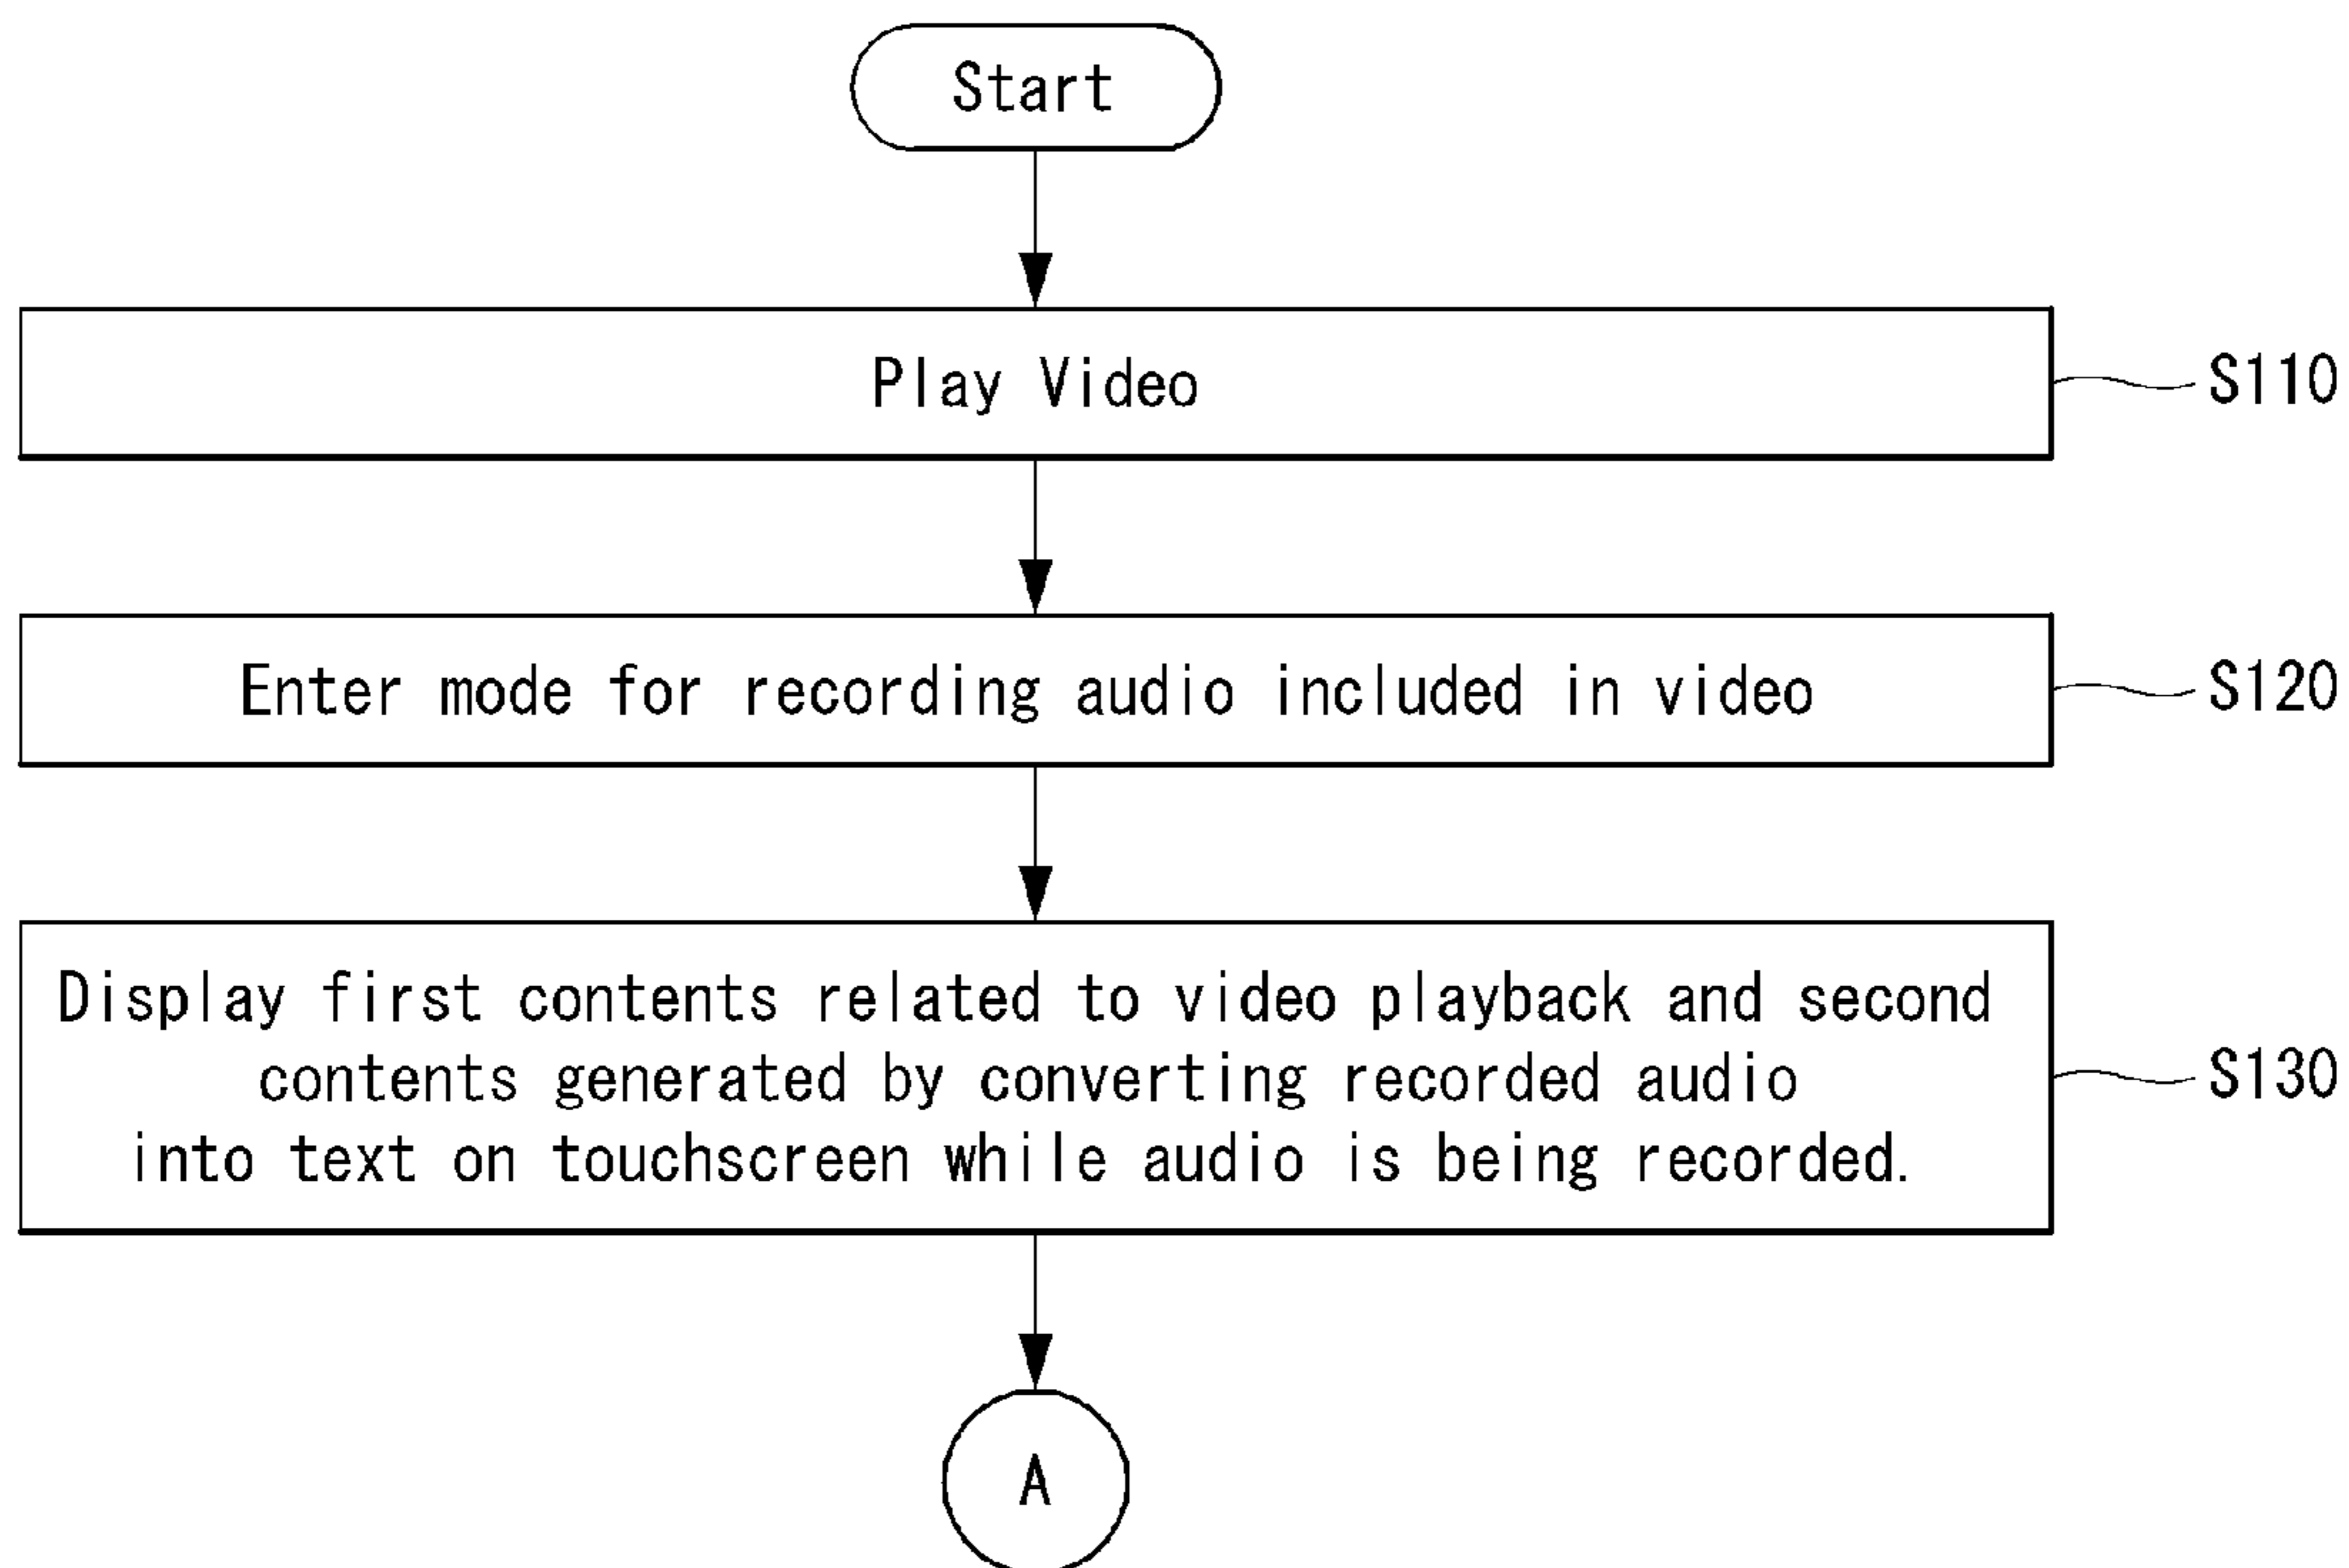 Start
Play Video
S110
Enter mode for recording audio included in video
S120
Display first contents related to video playback and second
contents generated by converting recorded audio
S130
into text on touchscreen while audio is being recorded.
A